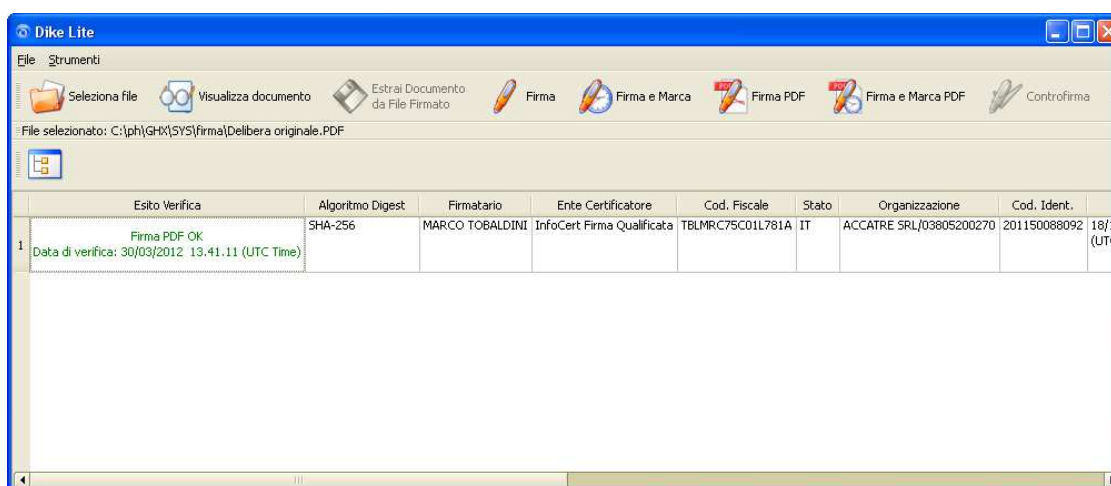 Dike Lite
File Strumenti
Seleziona file Visualizza documento Estrai Documento da File Firmato Firma Firma e Marca Firma PDF Firma e Marca PDF Controfirma
File selezionato: C:\ph\GHX\SYS\firma\Delibera originale.PDF
Esito Verifica Algoritmo Digest Firmatario Ente Certificatore Cod. Fiscale Stato Organizzazione Cod. Ident.
1 Firma PDF OK SHA-256 MARCO TOBALDINI InfoCert Firma Qualificata TBLMRC75C01L781A IT ACCATRE SRL/03805200270 201150088092 18/
Data di verifica: 30/03/2012 13.41.11 (UTC Time) (UT